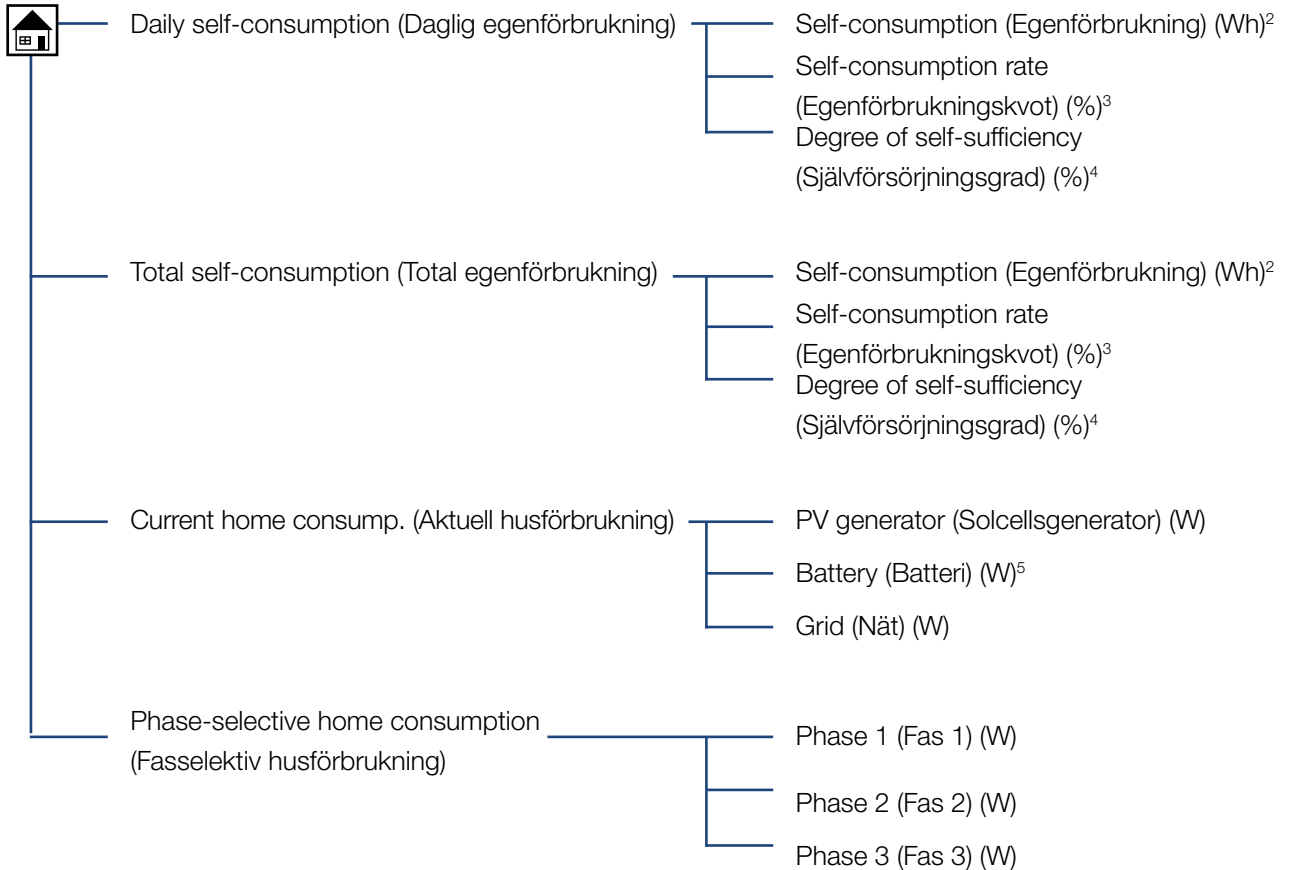 Daily self-consumption (Daglig egenförbrukning)
Self-consumption (Egenförbrukning) (Wh)²
Self-consumption rate
(Egenförbrukningskvot) (%)³
Degree of self-sufficiency
(Självförsörjningsgrad) (%)⁴
Total self-consumption (Total egenförbrukning)
Self-consumption (Egenförbrukning) (Wh)²
Self-consumption rate
(Egenförbrukningskvot) (%)³
Degree of self-sufficiency
(Självförsörjningsgrad) (%)⁴
Current home consump. (Aktuell husförbrukning)
PV generator (Solcellsgenerator) (W)
Battery (Batteri) (W)⁵
Grid (Nät) (W)
Phase-selective home consumption
(Fasselektiv husförbrukning)
Phase 1 (Fas 1) (W)
Phase 2 (Fas 2) (W)
Phase 3 (Fas 3) (W)